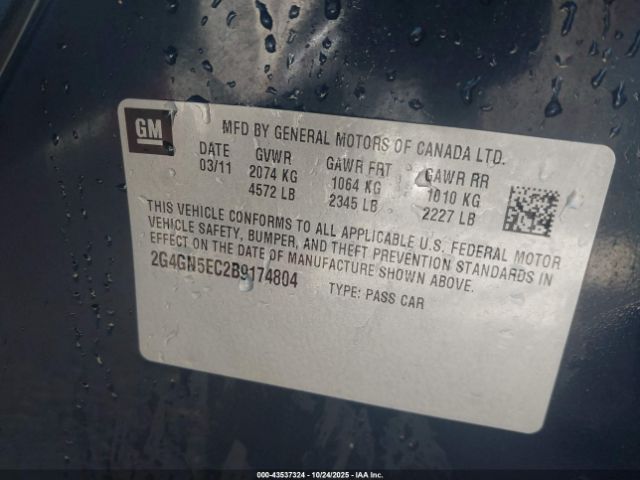 GM
MFD BY GENERAL MOTORS OF CANADA LTD.
DATE GVWR GAWR FRT GAWR RR
03/11 2074 KG 1064 KG 1010 KG
4572 LB 2345 LB 2227 LB
THIS VEHICLE CONFORMS TO ALL APPLICABLE U.S. FEDERAL MOTOR
VEHICLE SAFETY, BUMPER, AND THEFT PREVENTION STANDARDS IN
EFFECT ON THE DATE OF MANUFACTURE SHOWN ABOVE.
2G4GN5EC2B9174804 TYPE: PASS CAR
000-43537324 | 10/24/2025 | IAA Inc.